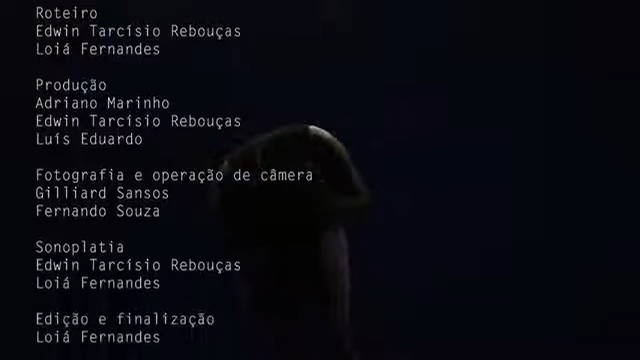 Roteiro
Edwin Tarcísio Rebouças
Loiá Fernandes
Produção
Adriano Marinho
Edwin Tarcísio Rebouças
Luís Eduardo
Fotografia e operação de câmera
Gilliard Sansos
Fernando Souza
Sonoplatia
Edwin Tarcísio Rebouças
Loiá Fernandes
Edição e finalização
Loiá Fernandes